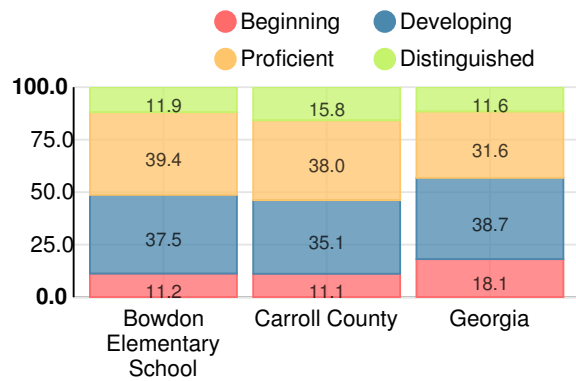 Beginning Developing
Proficient Distinguished
100.0
75.0
50.0
25.0
0.0
11.9 15.8 11.6
39.4 38.0 31.6
37.5 35.1 38.7
11.2 11.1 18.1
Bowdon Elementary School
Carroll County
Georgia